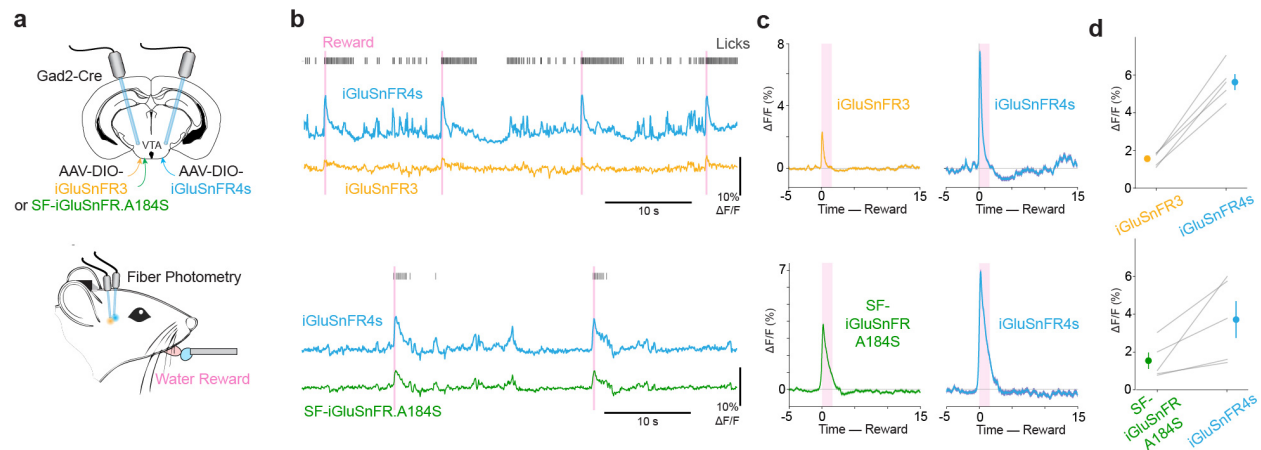 a
Gad2-Cre
VTA
AAV-DIO-
iGluSnFR3
or SF-iGluSnFR.A184S
AAV-DIO-
iGluSnFR4s
Fiber Photometry
Water Reward
b
Reward
Licks
iGluSnFR4s
iGluSnFR3
10 s
10%
ΔF/F
iGluSnFR4s
SF-iGluSnFR.A184S
10 s
10%
ΔF/F
c
8
ΔF/F (%)
0
-5
0
15
Time — Reward
iGluSnFR3
-5
0
15
Time — Reward
iGluSnFR4s
7
ΔF/F (%)
0
-5
0
15
Time — Reward
SF-
iGluSnFR
A184S
-5
0
15
Time — Reward
iGluSnFR4s
d
ΔF/F (%)
6
4
2
0
iGluSnFR3
iGluSnFR4s
ΔF/F (%)
6
4
2
0
SF-
iGluSnFR
A184S
iGluSnFR4s